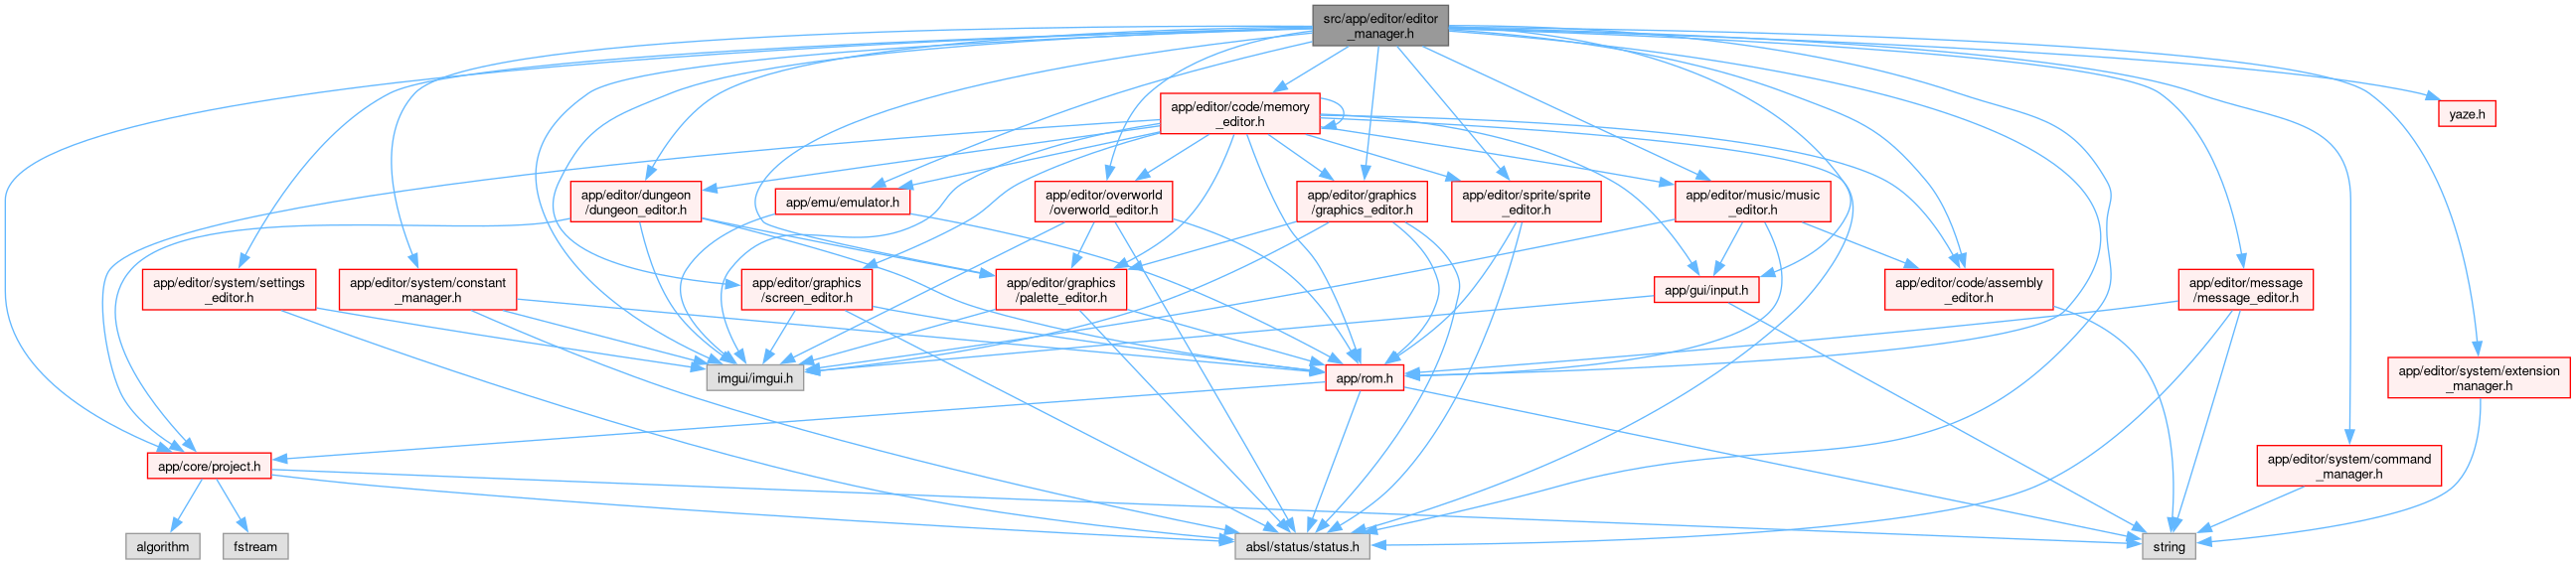 src/app/editor/editor
_manager.h
app/editor/code/memory
_editor.h
yaze.h
app/editor/dungeon
/dungeon_editor.h
app/emu/emulator.h
app/editor/overworld
/overworld_editor.h
app/editor/graphics
/graphics_editor.h
app/editor/sprite/sprite
_editor.h
app/editor/music/music
_editor.h
app/editor/system/settings
_editor.h
app/editor/system/constant
_manager.h
app/editor/graphics
/screen_editor.h
app/editor/graphics
/palette_editor.h
app/gui/input.h
app/editor/code/assembly
_editor.h
app/editor/message
/message_editor.h
imgui/imgui.h
app/rom.h
app/editor/system/extension
_manager.h
app/core/project.h
app/editor/system/command
_manager.h
algorithm
fstream
absl/status/status.h
string